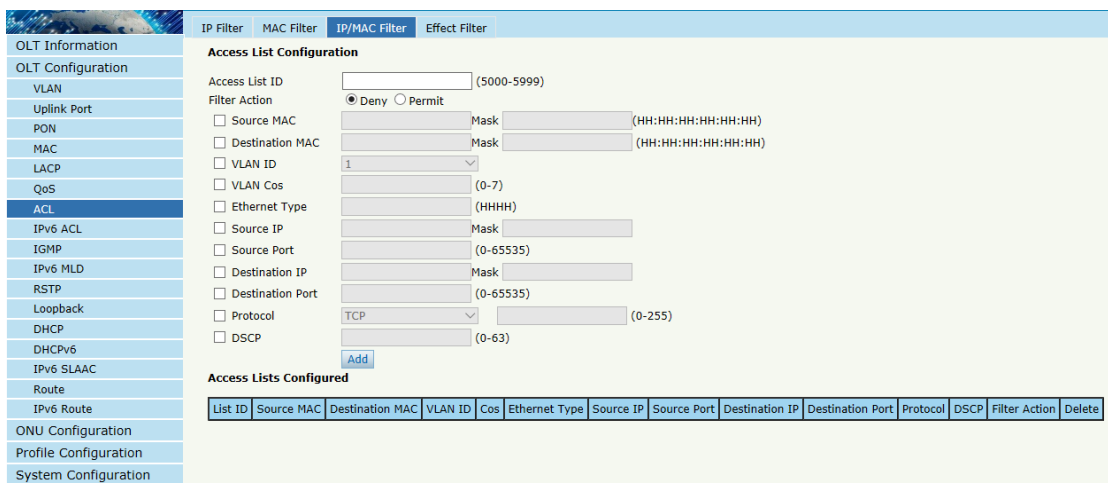 IP Filter MAC Filter IP/MAC Filter Effect Filter
OLT Information
OLT Configuration
VLAN
Uplink Port
PON
MAC
LACP
QoS
ACL
IPv6 ACL
IGMP
IPv6 MLD
RSTP
Loopback
DHCP
DHCPv6
IPv6 SLAAC
Route
IPv6 Route
ONU Configuration
Profile Configuration
System Configuration
Access List Configuration
Access List ID (5000-5999)
Filter Action Deny Permit
Source MAC Mask (HH:HH:HH:HH:HH:HH)
Destination MAC Mask (HH:HH:HH:HH:HH:HH)
VLAN ID 1
VLAN Cos (0-7)
Ethernet Type (HHHH)
Source IP Mask
Source Port (0-65535)
Destination IP Mask
Destination Port (0-65535)
Protocol TCP (0-255)
DSCP (0-63)
Add
Access Lists Configured
List ID Source MAC Destination MAC VLAN ID Cos Ethernet Type Source IP Source Port Destination IP Destination Port Protocol DSCP Filter Action Delete